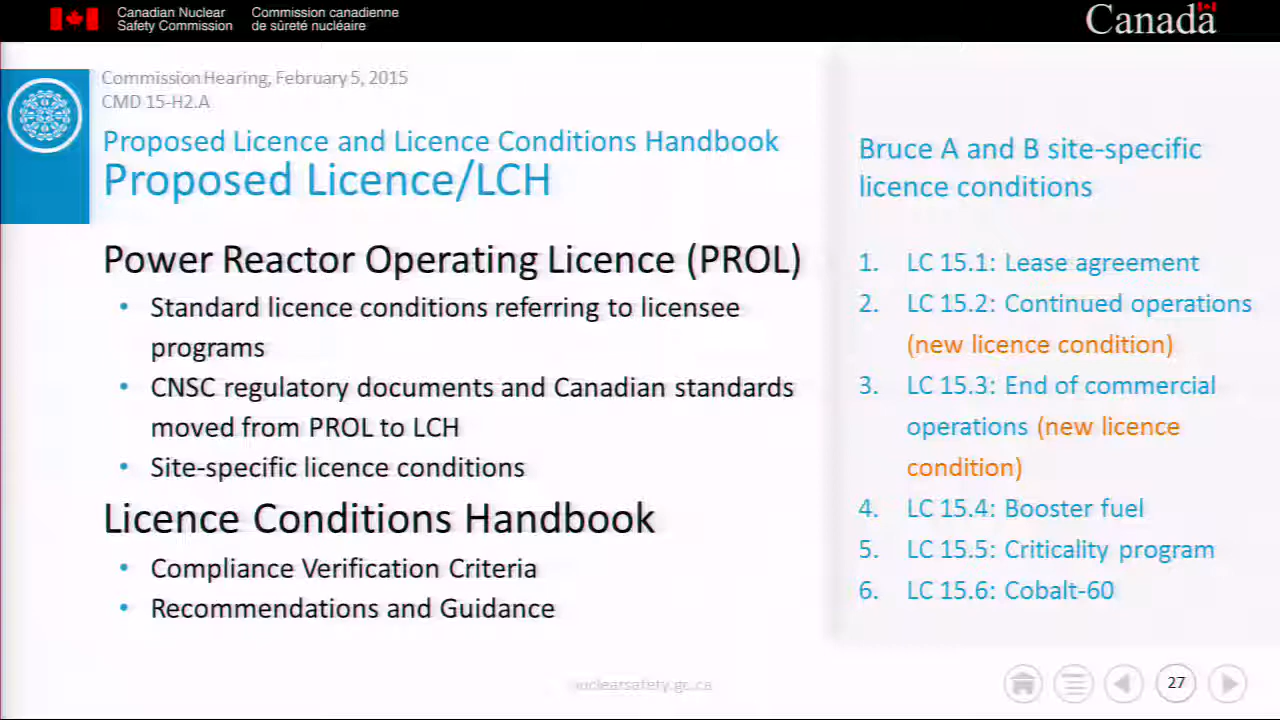 Canadian Nuclear
Safety Commission
Commission canadienne
de sûreté nucléaire
Canada
Commission Hearing, February 5, 2015
CMD 15-H2.A
Proposed Licence and Licence Conditions Handbook
Proposed Licence/LCH
Power Reactor Operating Licence (PROL)
• Standard licence conditions referring to licensee
programs
• CNSC regulatory documents and Canadian standards
moved from PROL to LCH
• Site-specific licence conditions
Licence Conditions Handbook
• Compliance Verification Criteria
• Recommendations and Guidance
Bruce A and B site-specific
licence conditions
1. LC 15.1: Lease agreement
2. LC 15.2: Continued operations
(new licence condition)
3. LC 15.3: End of commercial
operations (new licence
condition)
4. LC 15.4: Booster fuel
5. LC 15.5: Criticality program
6. LC 15.6: Cobalt-60
nuclearsafety.gc.ca
27